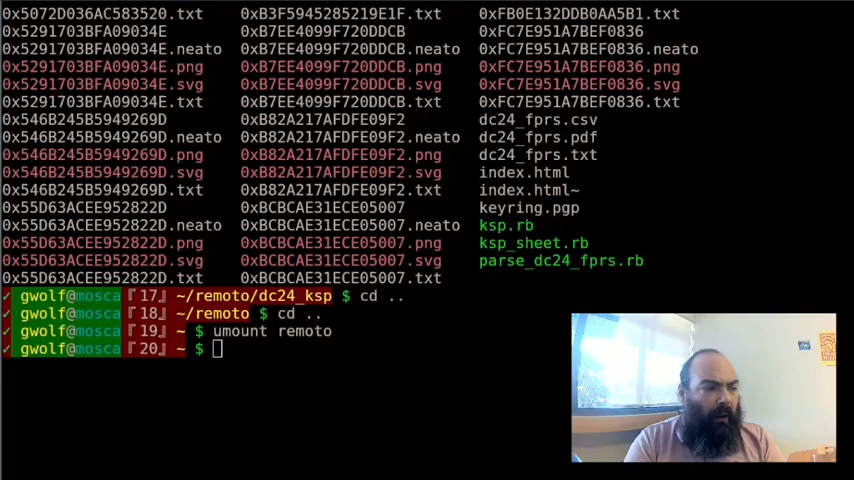 0x5072D036AC583520.txt 0xB3F5945285219E1F.txt 0xFB0E132DDB0AA5B1.txt
0x5291703BFA09034E 0xB7EE4099F720DDCB 0xFC7E951A7BEF0836
0x5291703BFA09034E.neato 0xB7EE4099F720DDCB.neato 0xFC7E951A7BEF0836.neato
0x5291703BFA09034E.png 0xB7EE4099F720DDCB.png 0xFC7E951A7BEF0836.png
0x5291703BFA09034E.svg 0xB7EE4099F720DDCB.svg 0xFC7E951A7BEF0836.svg
0x5291703BFA09034E.txt 0xB7EE4099F720DDCB.txt 0xFC7E951A7BEF0836.txt
0x546B245B5949269D 0xB82A217AFDFE09F2 dc24_fprs.csv
0x546B245B5949269D.neato 0xB82A217AFDFE09F2.neato dc24_fprs.pdf
0x546B245B5949269D.png 0xB82A217AFDFE09F2.png dc24_fprs.txt
0x546B245B5949269D.svg 0xB82A217AFDFE09F2.svg index.html
0x546B245B5949269D.txt 0xB82A217AFDFE09F2.txt index.html~
0x55D63ACEE952822D 0xBCBCAE31ECE05007 keyring.pgp
0x55D63ACEE952822D.neato 0xBCBCAE31ECE05007.neato ksp.rb
0x55D63ACEE952822D.png 0xBCBCAE31ECE05007.png ksp_sheet.rb
0x55D63ACEE952822D.svg 0xBCBCAE31ECE05007.svg parse_dc24_fprs.rb
0x55D63ACEE952822D.txt 0xBCBCAE31ECE05007.txt
✓ gwolf@mosca『17』~/remoto/dc24_ksp $ cd ..
✓ gwolf@mosca『18』~/remoto $ cd ..
✓ gwolf@mosca『19』~ $ umount remoto
✓ gwolf@mosca『20』~ $